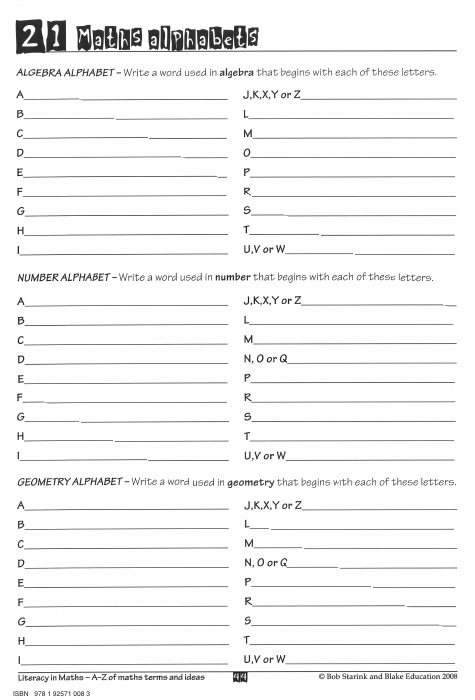 21 Maths alphabets
ALGEBRA ALPHABET – Write a word used in algebra that begins with each of these letters.
A
B
C
D
E
F
G
H
I
J,K,X,Y or Z
L
M
O
P
R
S
T
U,V or W
NUMBER ALPHABET – Write a word used in number that begins with each of these letters.
A
B
C
D
E
F
G
H
I
J,K,X,Y or Z
L
M
N, O or Q
P
R
S
T
U,V or W
GEOMETRY ALPHABET – Write a word used in geometry that begins with each of these letters.
A
B
C
D
E
F
G
H
I
J,K,X,Y or Z
L
M
N, O or Q
P
R
S
T
U,V or W
Literacy in Maths – A–Z of maths terms and ideas
44
© Bob Starink and Blake Education 2008
ISBN 978 1 92571 008 3